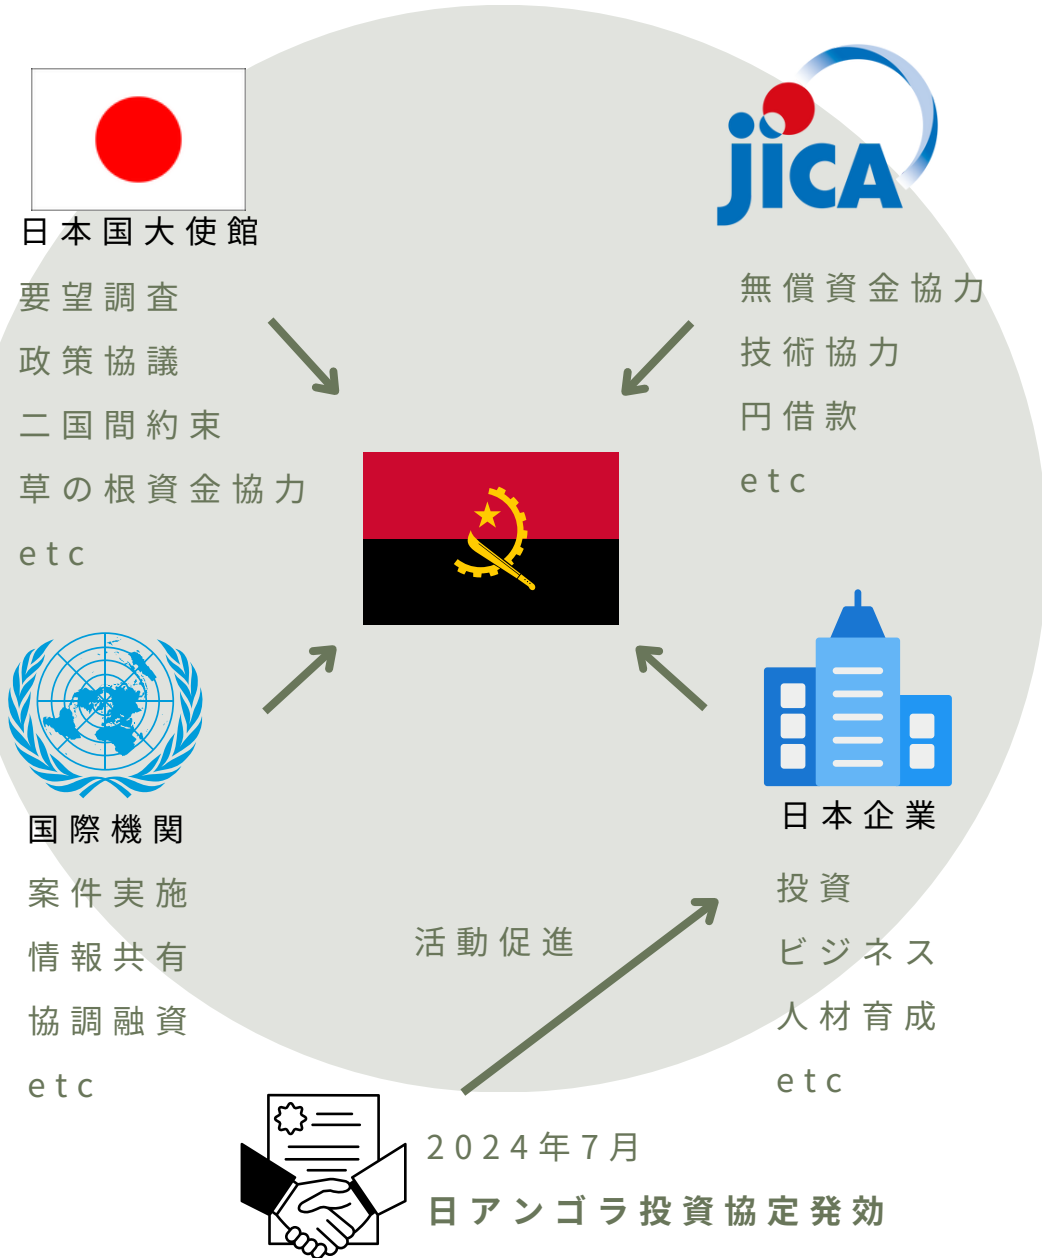 日本国大使館
要望調査
政策協議
二国間約束
草の根資金協力
etc
jICA
無償資金協力
技術協力
円借款
etc
国際機関
案件実施
情報共有
協調融資
etc
日本企業
投資
ビジネス
人材育成
etc
活動促進
2024年7月
日アンゴラ投資協定発効